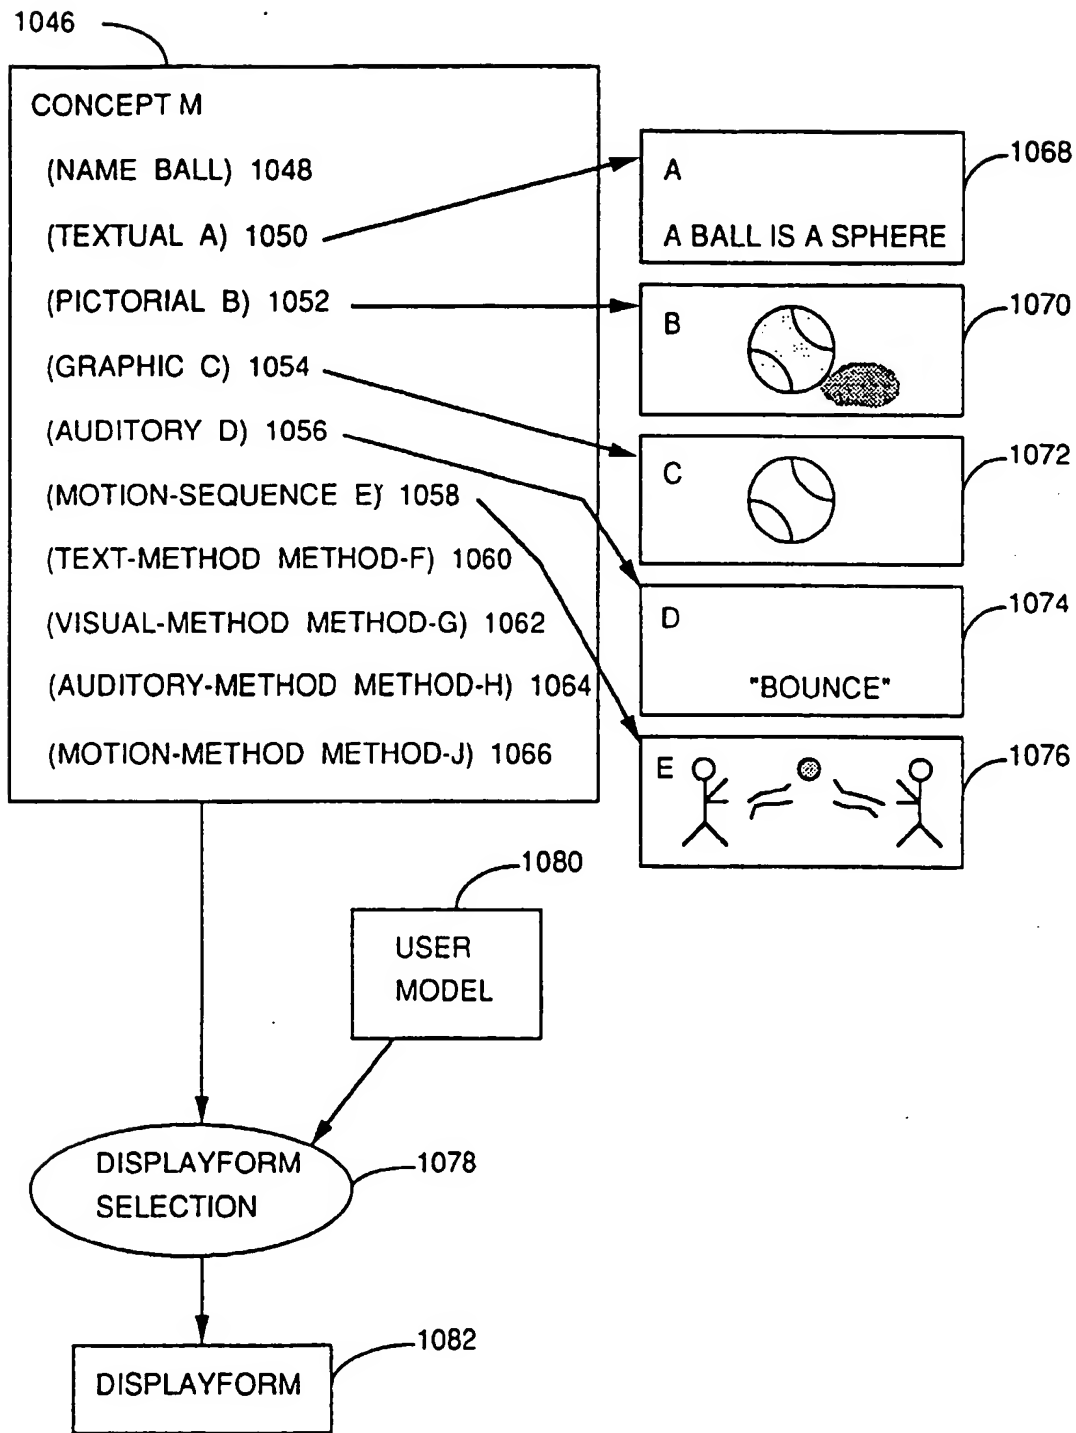 1046
CONCEPT M
(NAME BALL) 1048
(TEXTUAL A) 1050
(PICTORIAL B) 1052
(GRAPHIC C) 1054
(AUDITORY D) 1056
(MOTION-SEQUENCE E) 1058
(TEXT-METHOD METHOD-F) 1060
(VISUAL-METHOD METHOD-G) 1062
(AUDITORY-METHOD METHOD-H) 1064
(MOTION-METHOD METHOD-J) 1066
A
1068
A BALL IS A SPHERE
B
1070
C
1072
D
1074
"BOUNCE"
E
1076
1080
USER
MODEL
DISPLAYFORM
SELECTION
1078
1082
DISPLAYFORM